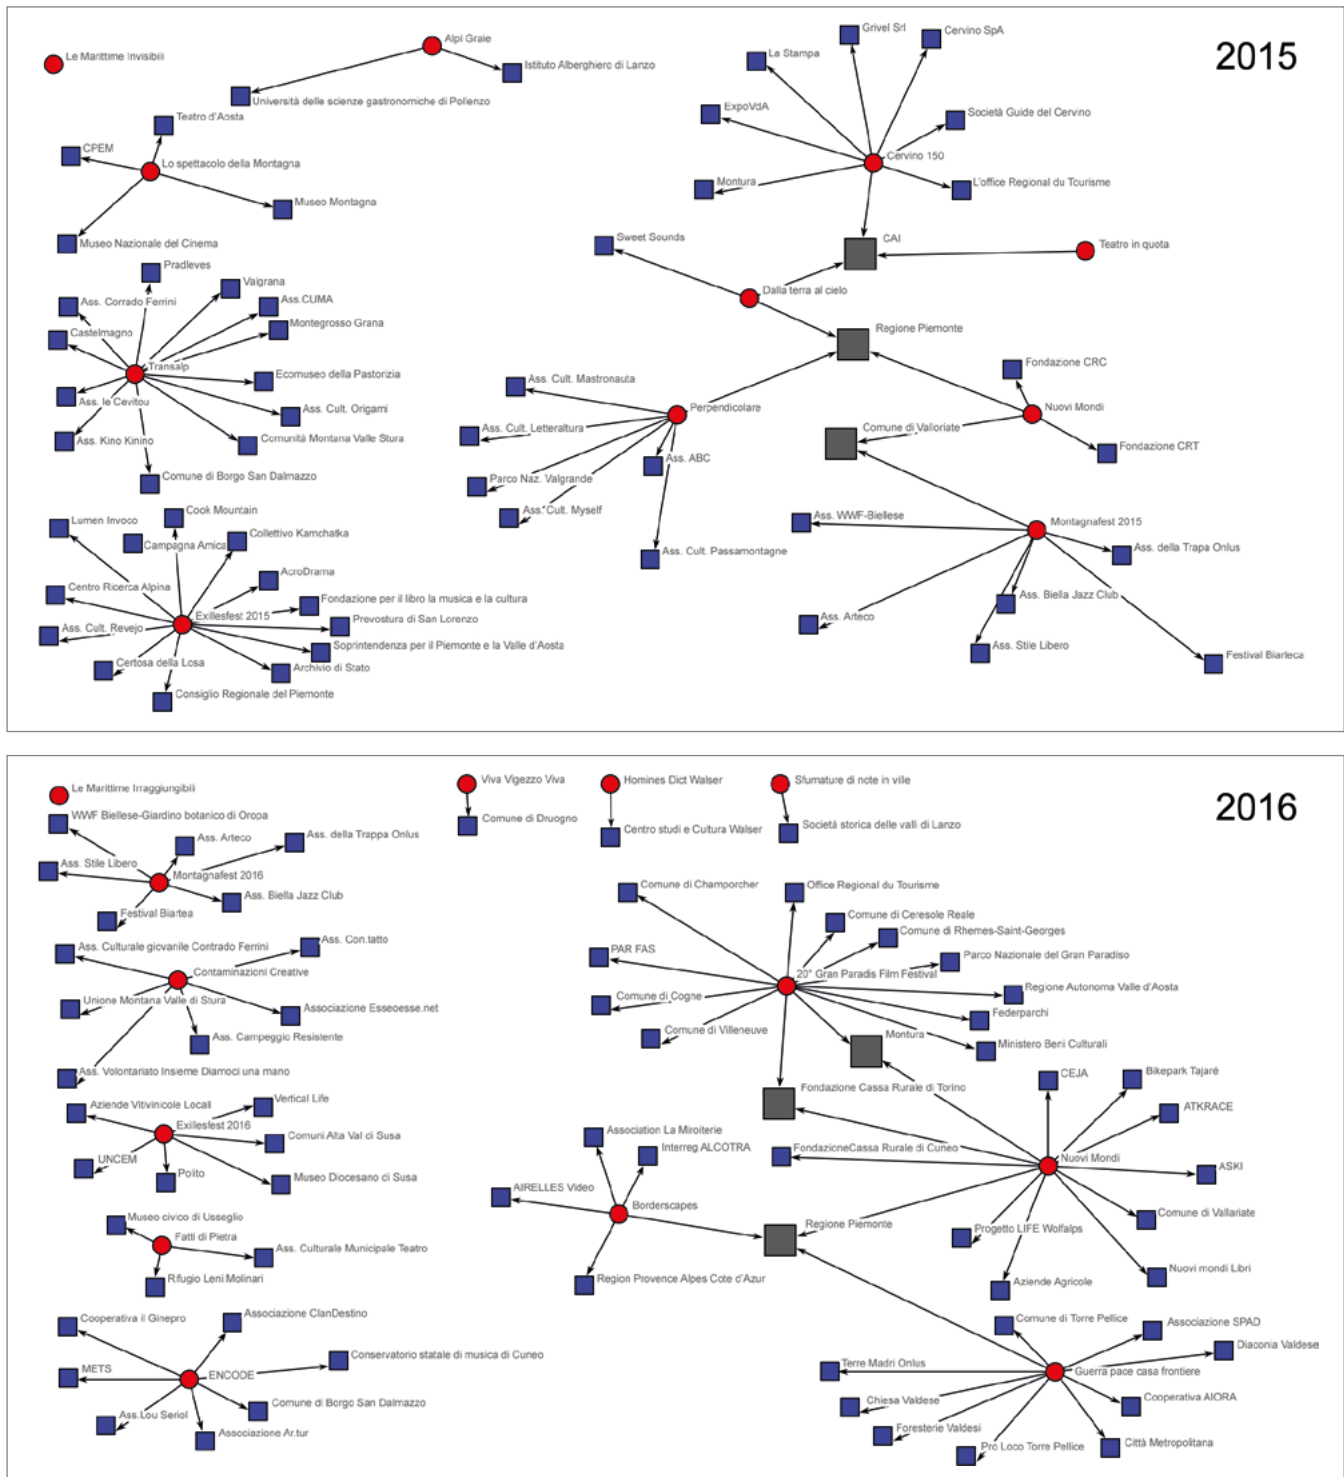 2015
Le Marittime Invisibili
Alpi Graie
Istituto Alberghiero di Lanzo
Università delle scienze gastronomiche di Pollenzo
Teatro d'Aosta
CPEM
Lo spettacolo della Montagna
Museo Montagna
Museo Nazionale del Cinema
Grivel Srl
Cervino SpA
La Stampa
ExpoVdA
Società Guide del Cervino
Cervino 150
Montura
L'office Regional du Tourisme
CAI
Teatro in quota
Sweet Sounds
Dalla terra al cielo
Regione Piemonte
Pradleves
Valgrana
Ass. Corrado Ferrini
Ass.CUMA
Montegrosso Grana
Castelmagno
Transalp
Ecomuseo della Pastorizia
Ass. le Cevitou
Ass. Cult. Origami
Ass. Kino Kinino
Comunità Montana Valle Stura
Comune di Borgo San Dalmazzo
Ass. Cult. Mastronauta
Perpendicolare
Ass. Cult. Letteraltura
Ass. ABC
Parco Naz. Valgrande
Ass. Cult. Myself
Ass. Cult. Passamontagne
Fondazione CRC
Nuovi Mondi
Comune di Valloriate
Fondazione CRT
Ass. WWF-Biellese
Montagnafest 2015
Ass. della Trapa Onlus
Ass. Biella Jazz Club
Ass. Arteco
Ass. Stile Libero
Festival Biarteca
Cook Mountain
Lumen Invoco
Campagna Amica
Collettivo Kamchatka
AcroDrama
Centro Ricerca Alpina
Fondazione per il libro la musica e la cultura
Exillesfest 2015
Prevostura di San Lorenzo
Ass. Cult. Revejo
Soprintendenza per il Piemonte e la Valle d'Aosta
Certosa della Losa
Archivio di Stato
Consiglio Regionale del Piemonte
2016
Le Marittime Irraggiungibili
Viva Vigezzo Viva
Homines Dict Walser
Sfumature di note in ville
Comune di Druogno
Centro studi e Cultura Walser
Società storica delle valli di Lanzo
WWF Biellese-Giardino botanico di Oropa
Ass. Arteco
Ass. della Trappa Onlus
Ass. Stile Libero
Montagnafest 2016
Ass. Biella Jazz Club
Festival Biartea
Ass. Culturale giovanile Contrado Ferrini
Ass. Con.tatto
Contaminazioni Creative
Unione Montana Valle di Stura
Associazione Esseoesse.net
Ass. Campeggio Resistente
Ass. Volontariato Insieme Diamoci una mano
Aziende Vitivinicole Locali
Vertical Life
Exillesfest 2016
Comuni Alta Val di Susa
UNCEM
Polito
Museo Diocesano di Susa
Museo civico di Usseglio
Fatti di Pietra
Ass. Culturale Municipale Teatro
Rifugio Leni Molinari
Cooperativa il Ginepro
Associazione ClanDestino
METS
ENCODE
Conservatorio statale di musica di Cuneo
Comune di Borgo San Dalmazzo
Ass.Lou Seriol
Associazione Ar.tur
Comune di Champorcher
Office Regional du Tourisme
Comune di Ceresole Reale
Comune di Rhemes-Saint-Georges
PAR FAS
Parco Nazionale del Gran Paradiso
20° Gran Paradis Film Festival
Comune di Cogne
Regione Autonoma Valle d'Aosta
Federparchi
Comune di Villeneuve
Montura
Ministero Beni Culturali
Fondazione Cassa Rurale di Torino
CEJA
Bikepark Tajaré
ATKRACE
FondazioneCassa Rurale di Cuneo
Nuovi Mondi
ASKI
Comune di Vallariate
Progetto LIFE Wolfalps
Nuovi mondi Libri
Aziende Agricole
Association La Miroiterie
Interreg ALCOTRA
AIRELLES Video
Borderscapes
Regione Piemonte
Region Provence Alpes Cote d'Azur
Comune di Torre Pellice
Associazione SPAD
Diaconia Valdese
Terre Madri Onlus
Guerra pace casa frontiere
Chiesa Valdese
Cooperativa AIORA
Foresterie Valdesi
Pro Loco Torre Pellice
Città Metropolitana